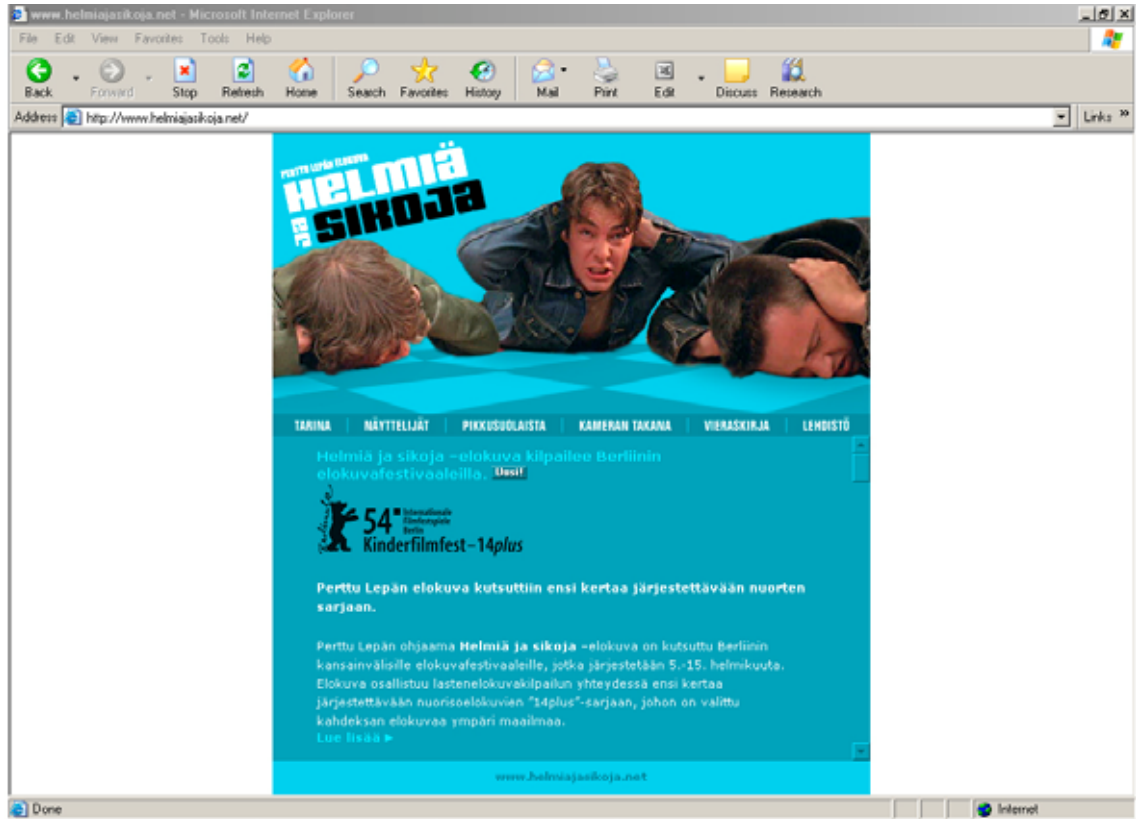 www.helmiajasikoja.net - Microsoft Internet Explorer
File Edit View Favorites Tools Help
Back Forward Stop Refresh Home Search Favorites History Mail Print Edit Discuss Research
Address http://www.helmiajasikoja.net/ Links »
PERTTU LEPÄN ELOKUVA
HELMIÄ
JA SIKOJA
TARINA | NÄYTTELIJÄT | PIKKUSUOLAISTA | KAMERAN TAKANA | VIERASKIRJA | LEHDISTÖ
Helmiä ja sikoja –elokuva kilpailee Berliinin
elokuvafestivaaleilla. Uusi!
Berlinale
54 Internationale
Filmfestspiele
Berlin
Kinderfilmfest–14plus
Perttu Lepän elokuva kutsuttiin ensi kertaa järjestettävään nuorten
sarjaan.
Perttu Lepän ohjaama Helmiä ja sikoja –elokuva on kutsuttu Berliinin
kansainvälisille elokuvafestivaaleille, jotka järjestetään 5.-15. helmikuuta.
Elokuva osallistuu lastenelokuvakilpailun yhteydessä ensi kertaa
järjestettävään nuorisoelokuvien "14plus"-sarjaan, johon on valittu
kahdeksan elokuvaa ympäri maailmaa.
Lue lisää ►
www.helmiajasikoja.net
Done Internet